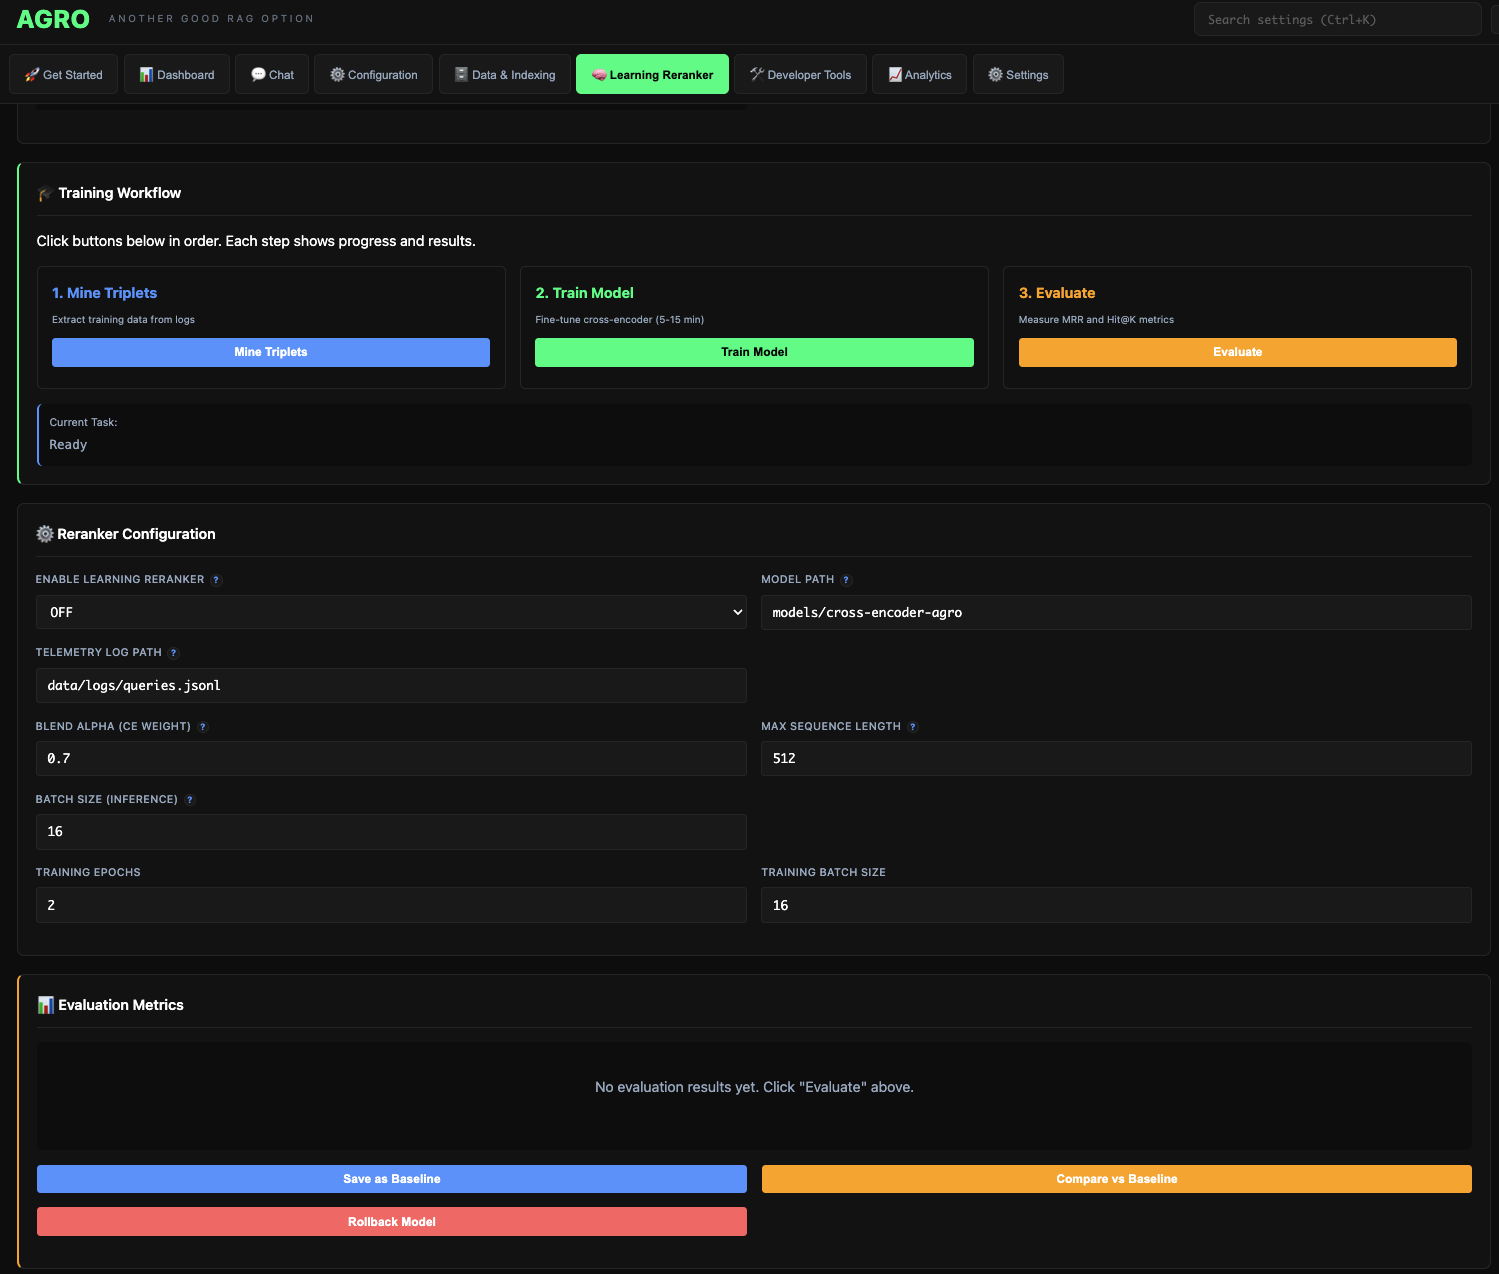 AGRO ANOTHER GOOD RAG OPTION Search settings (Ctrl+K)
Get Started Dashboard Chat Configuration Data & Indexing Learning Reranker Developer Tools Analytics Settings
Training Workflow
Click buttons below in order. Each step shows progress and results.
1. Mine Triplets
Extract training data from logs
Mine Triplets
2. Train Model
Fine-tune cross-encoder (5-15 min)
Train Model
3. Evaluate
Measure MRR and Hit@K metrics
Evaluate
Current Task:
Ready
Reranker Configuration
ENABLE LEARNING RERANKER ?
OFF
MODEL PATH ?
models/cross-encoder-agro
TELEMETRY LOG PATH ?
data/logs/queries.jsonl
BLEND ALPHA (CE WEIGHT) ?
0.7
MAX SEQUENCE LENGTH ?
512
BATCH SIZE (INFERENCE) ?
16
TRAINING EPOCHS
2
TRAINING BATCH SIZE
16
Evaluation Metrics
No evaluation results yet. Click "Evaluate" above.
Save as Baseline
Compare vs Baseline
Rollback Model